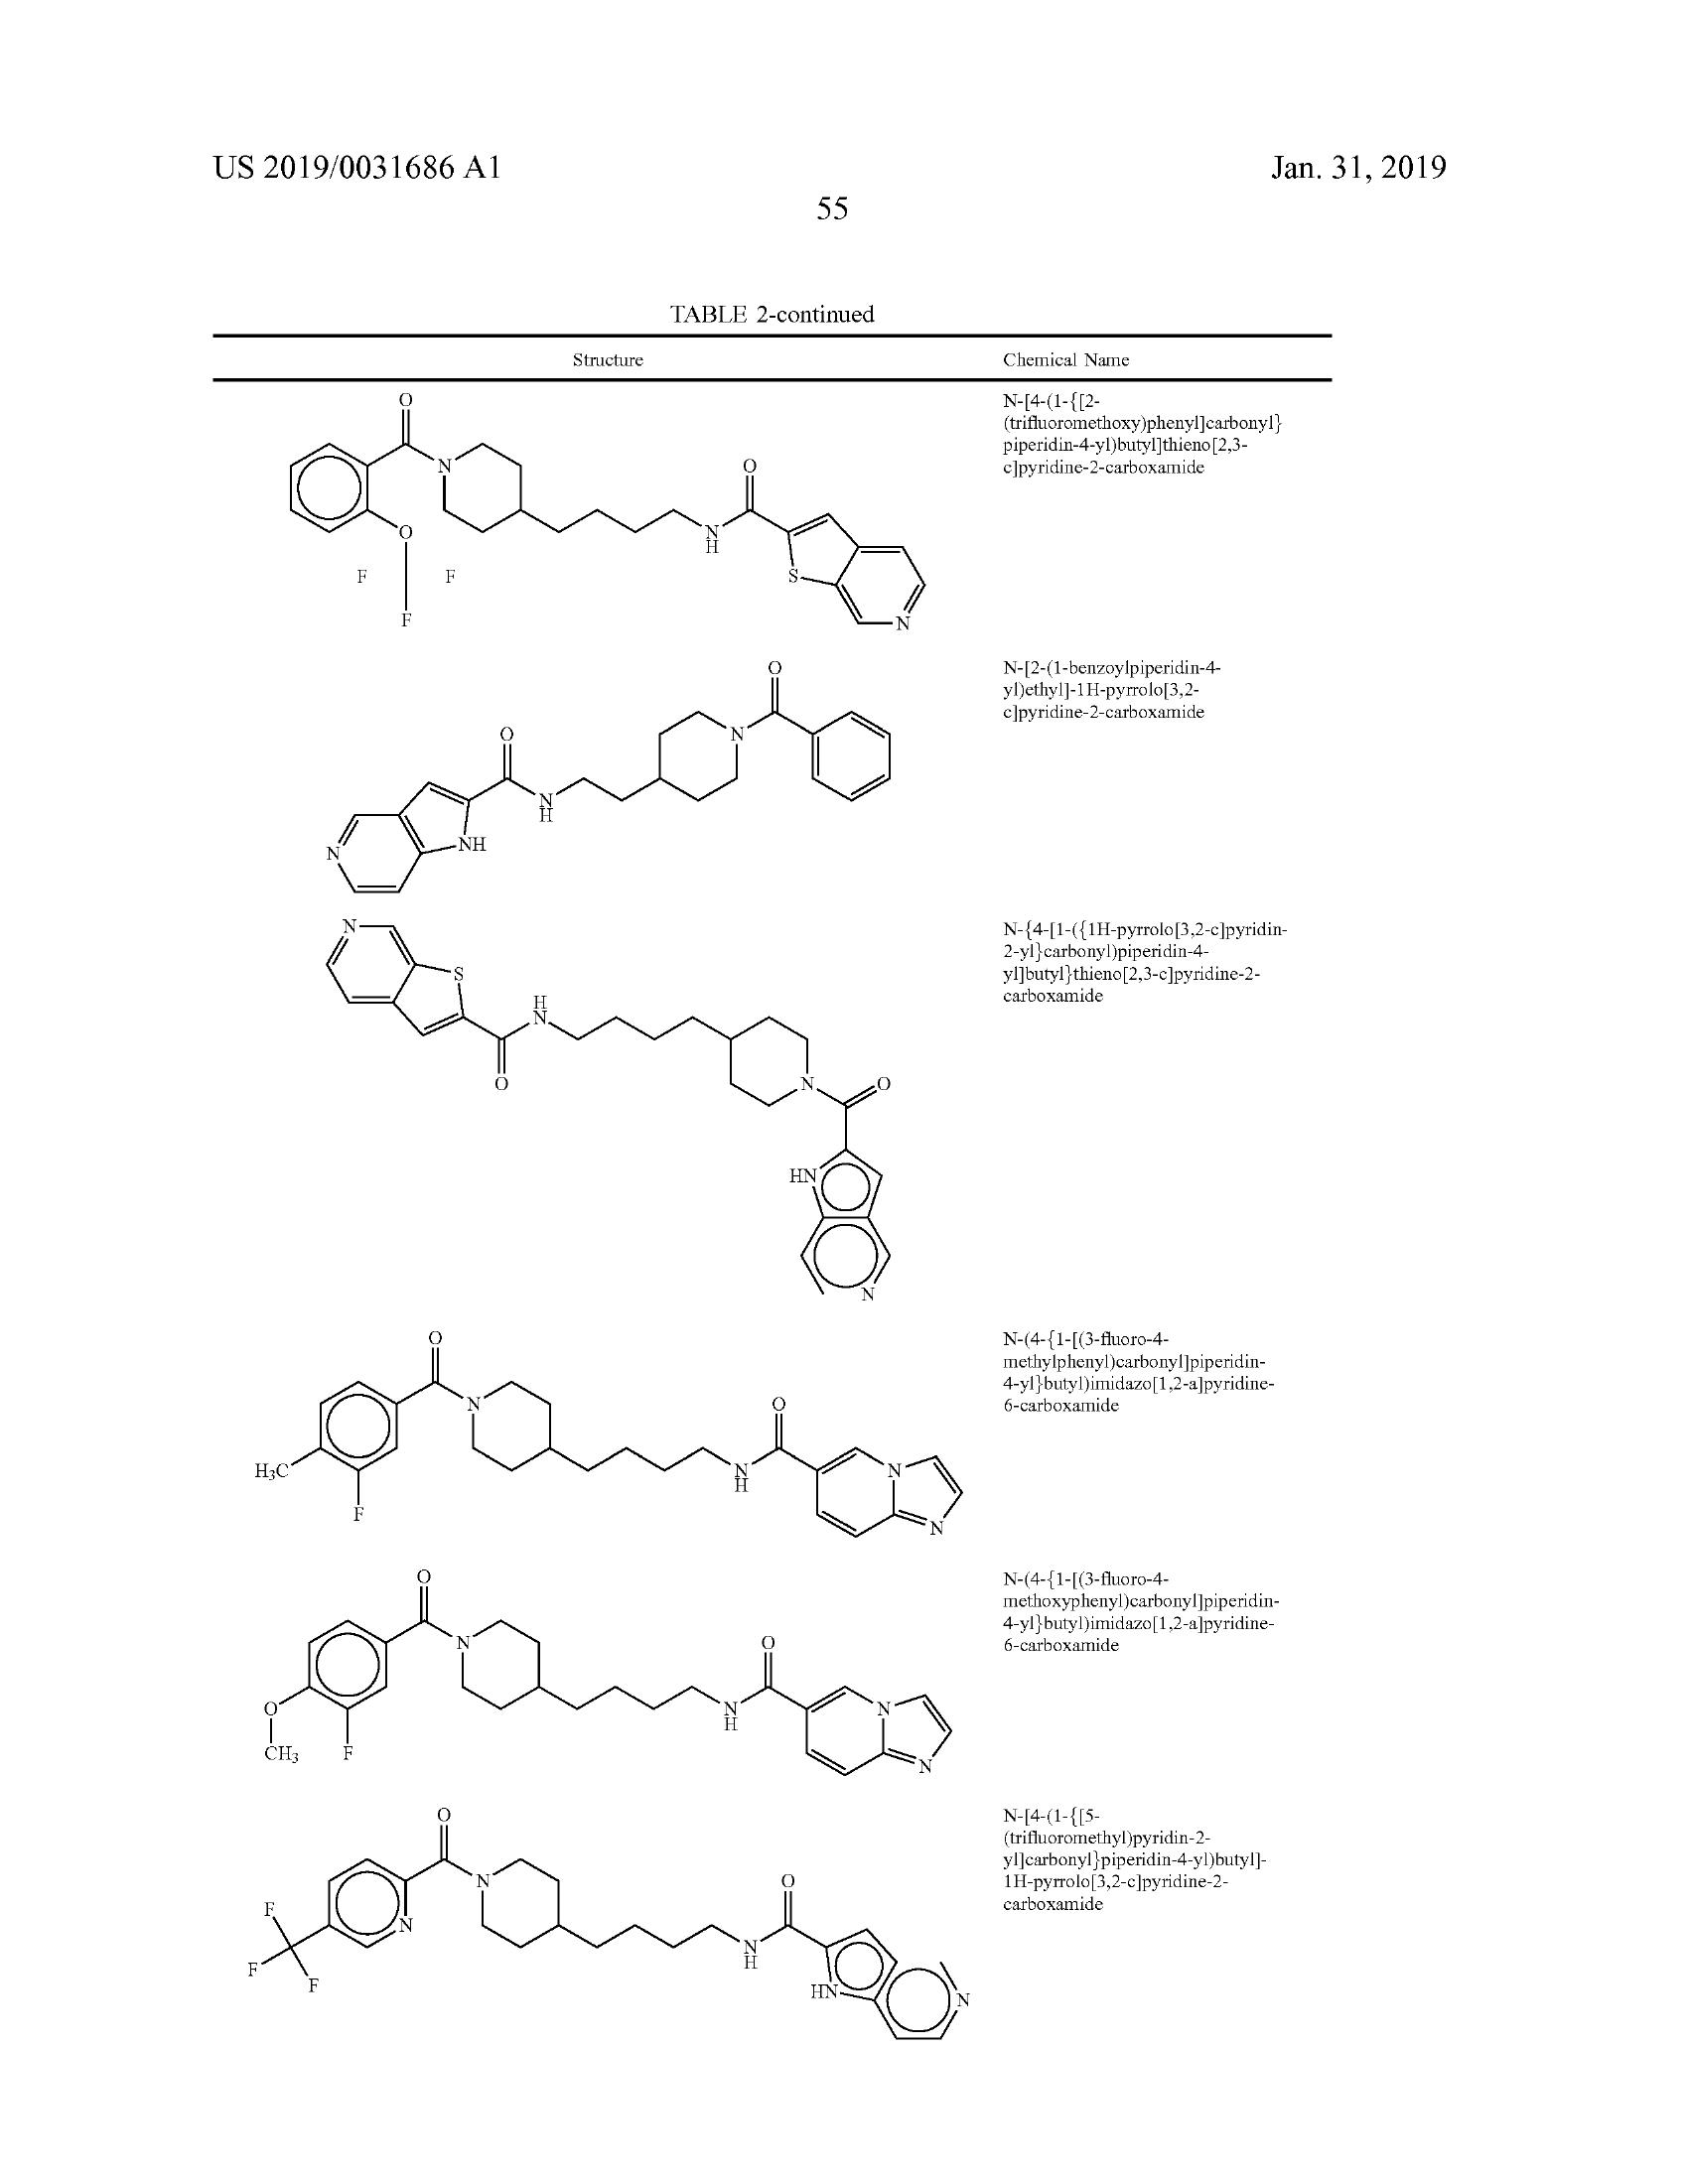 US 2019/0031686 A1
Jan. 31, 2019
55
TABLE 2-continued
Structure
Chemical Name
O
N
O
N
H
O
F
F
F
S
N
N-[4-(1-{[2-
(trifluoromethoxy)phenyl]carbonyl}
piperidin-4-yl)butyl]thieno[2,3-
c]pyridine-2-carboxamide
O
N
O
N
H
NH
N
N-[2-(1-benzoylpiperidin-4-
yl)ethyl]-1H-pyrrolo[3,2-
c]pyridine-2-carboxamide
N
S
H
N
O
N
O
HN
N
N-{4-[1-({1H-pyrrolo[3,2-c]pyridin-
2-yl}carbonyl)piperidin-4-
yl]butyl}thieno[2,3-c]pyridine-2-
carboxamide
O
N
O
H3C
N
H
N
F
N
N-(4-{1-[(3-fluoro-4-
methylphenyl)carbonyl]piperidin-
4-yl}butyl)imidazo[1,2-a]pyridine-
6-carboxamide
O
N
O
O
N
H
N
CH3
F
N
N-(4-{1-[(3-fluoro-4-
methoxyphenyl)carbonyl]piperidin-
4-yl}butyl)imidazo[1,2-a]pyridine-
6-carboxamide
O
N
O
F
N
N
H
F
F
HN
N
N-[4-(1-{[5-
(trifluoromethyl)pyridin-2-
yl]carbonyl}piperidin-4-yl)butyl]-
1H-pyrrolo[3,2-c]pyridine-2-
carboxamide